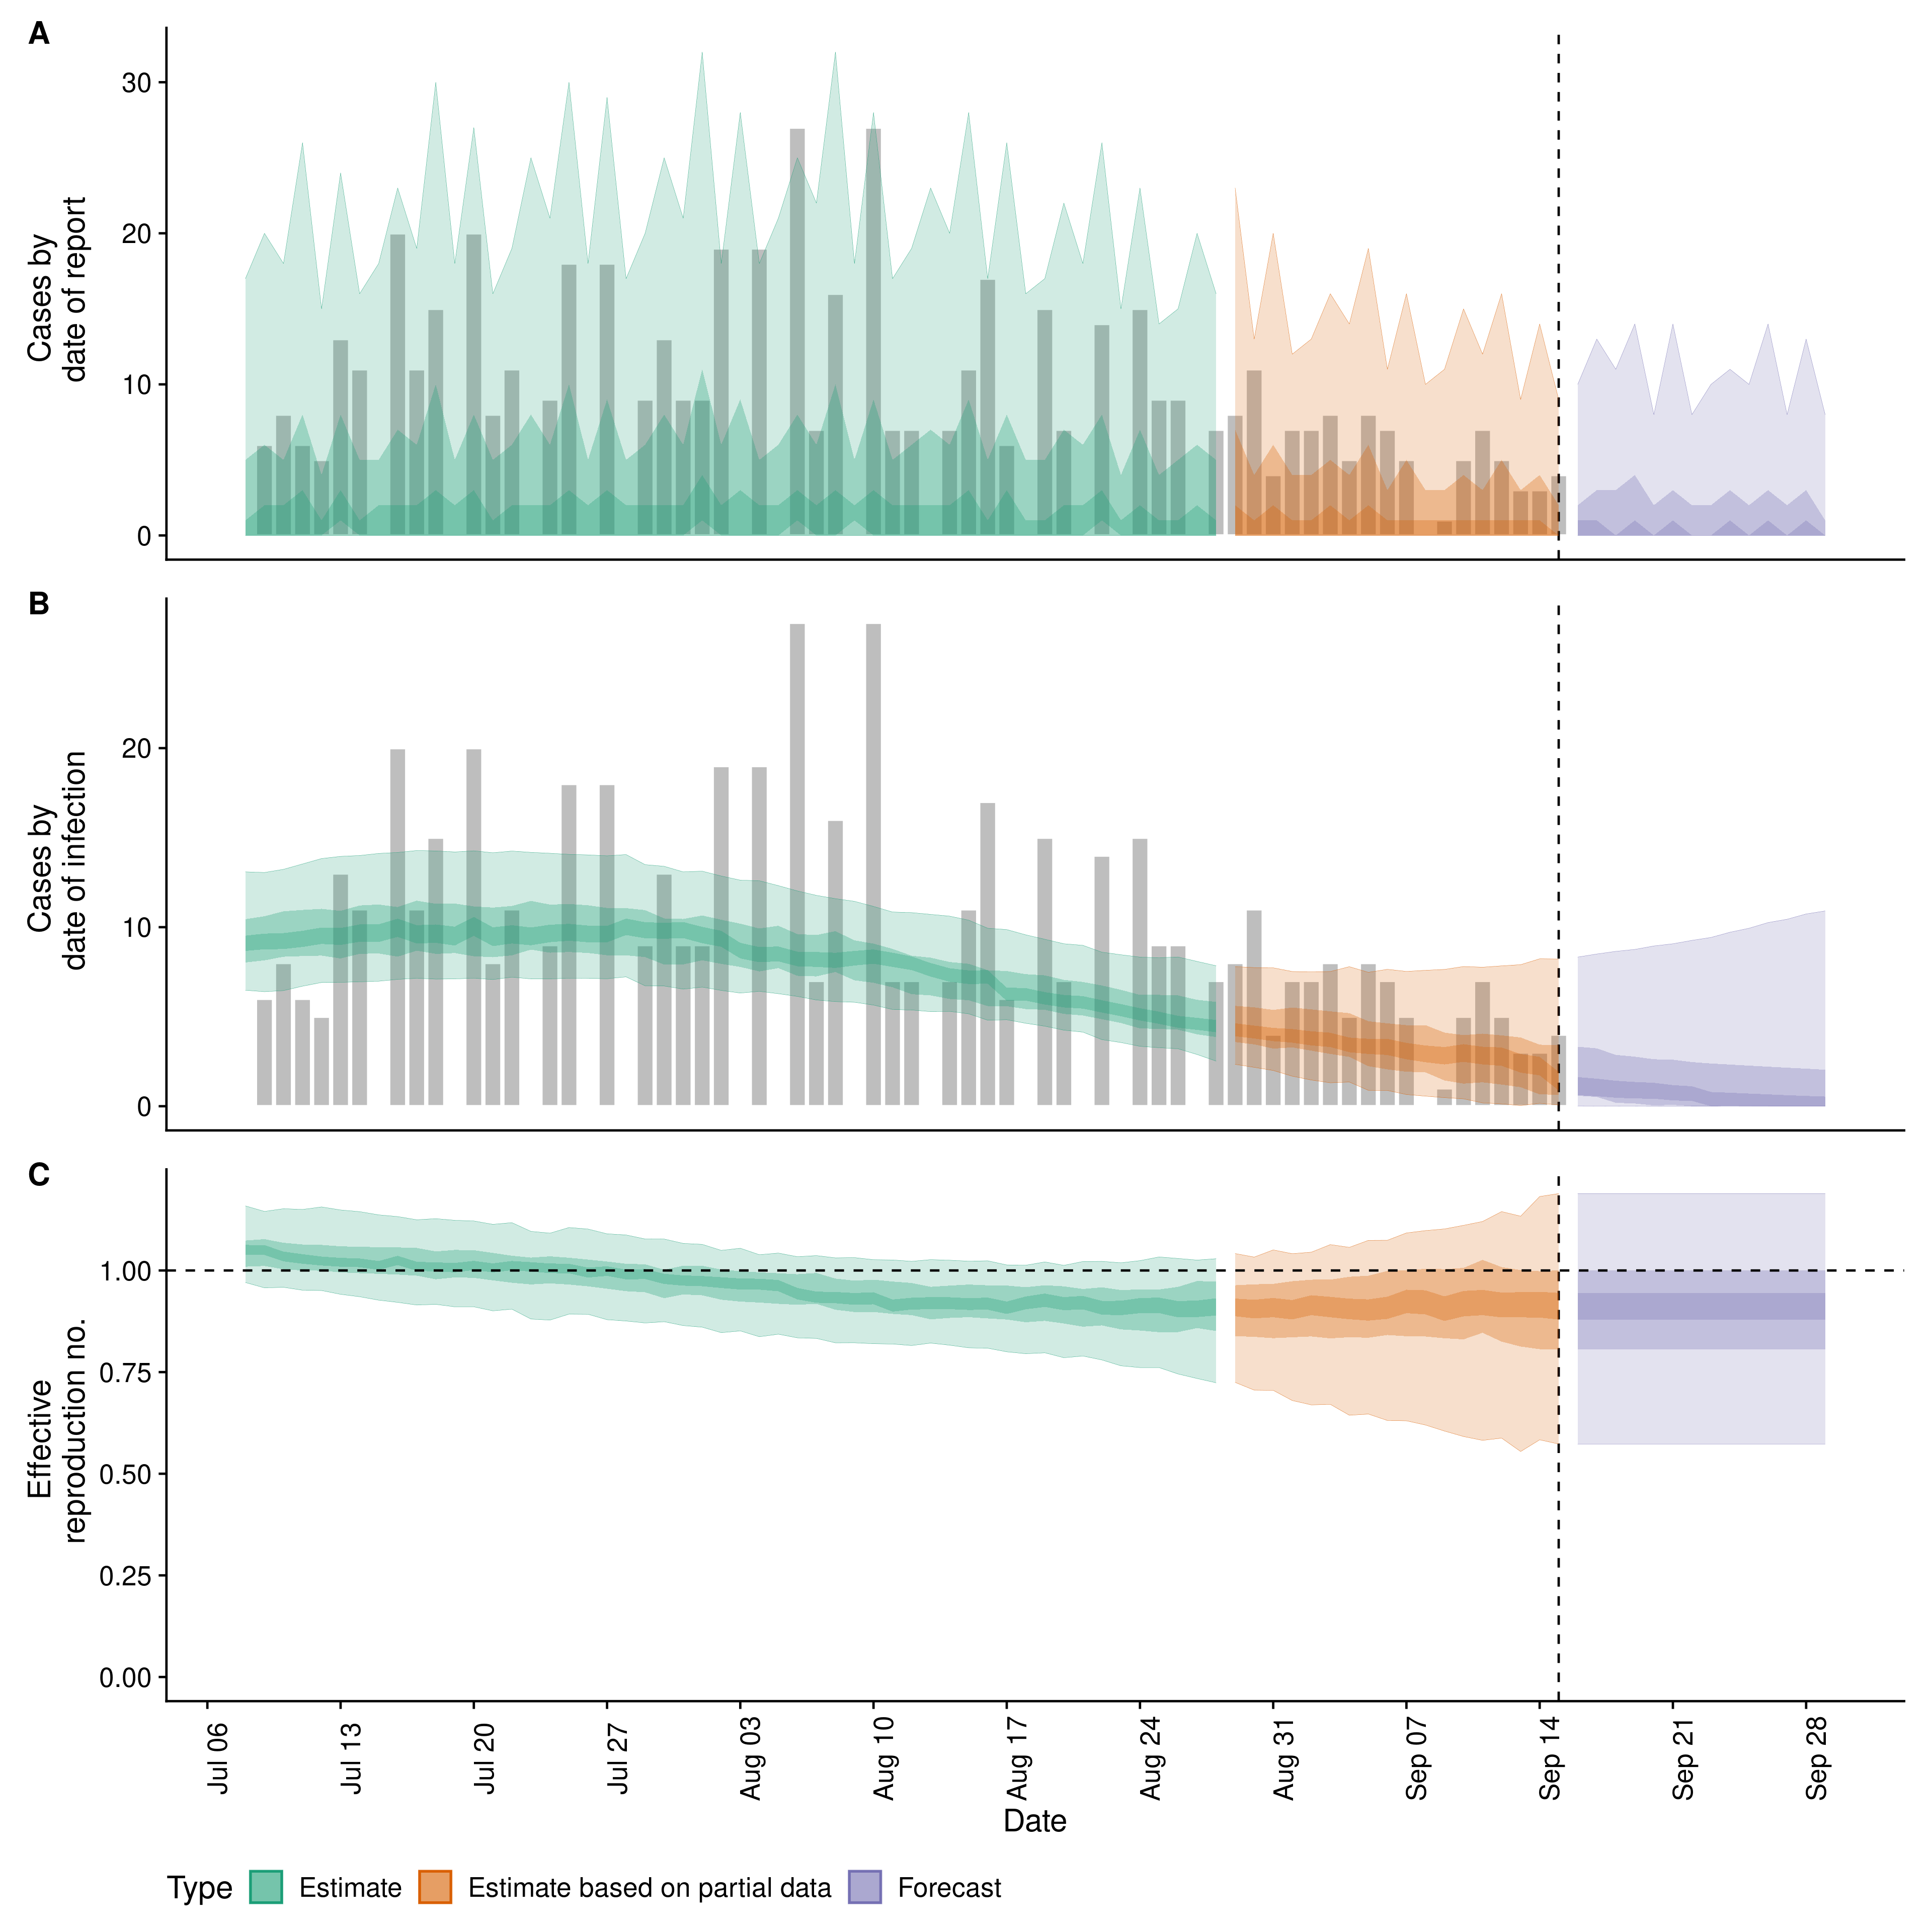 A
Cases by
date of report
30
20
10
0
B
Cases by
date of infection
20
10
0
C
Effective
reproduction no.
1.00
0.75
0.50
0.25
0.00
Jul 06
Jul 13
Jul 20
Jul 27
Aug 03
Aug 10
Aug 17
Aug 24
Aug 31
Sep 07
Sep 14
Sep 21
Sep 28
Date
Type Estimate Estimate based on partial data Forecast